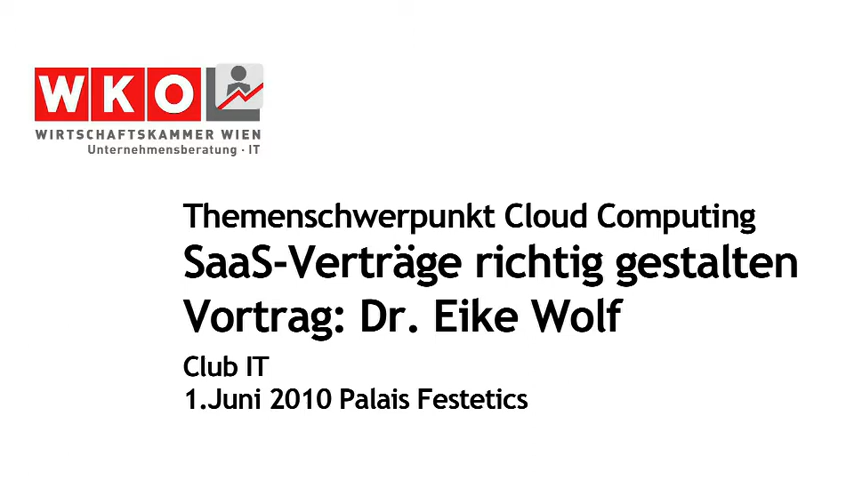 WKO
WIRTSCHAFTSKAMMER WIEN
Unternehmensberatung · IT
Themenschwerpunkt Cloud Computing
SaaS-Verträge richtig gestalten
Vortrag: Dr. Eike Wolf
Club IT
1.Juni 2010 Palais Festetics